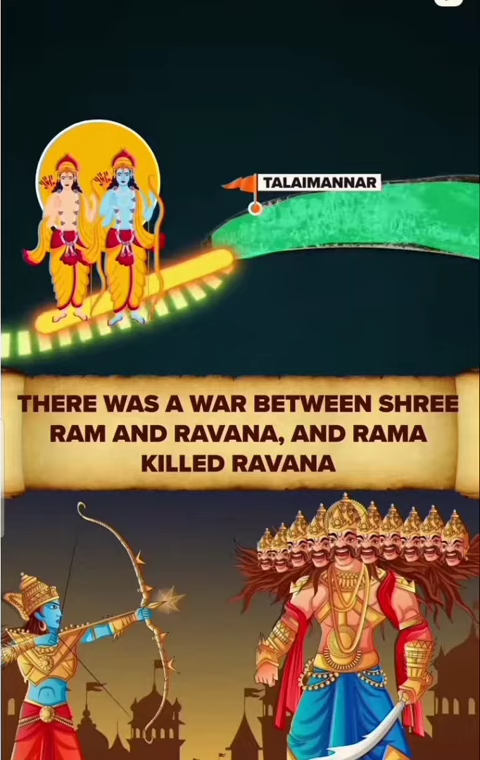 TALAIMANNAR
THERE WAS A WAR BETWEEN SHREE
RAM AND RAVANA, AND RAMA
KILLED RAVANA